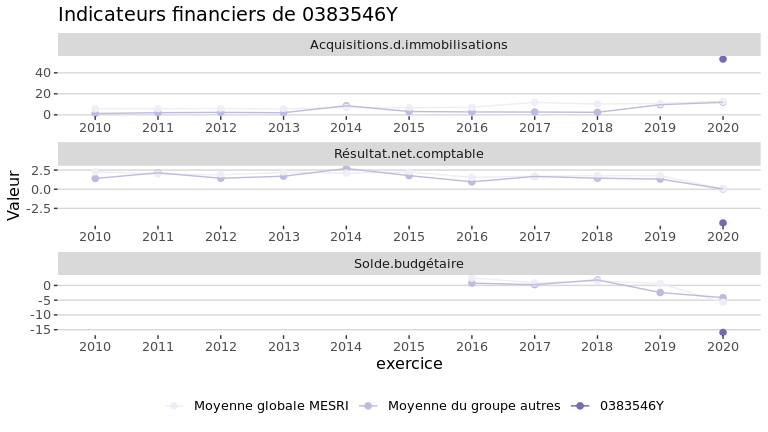 Indicateurs financiers de 0383546Y
Acquisitions.d.immobilisations
40
20
0
2010 2011 2012 2013 2014 2015 2016 2017 2018 2019 2020
Résultat.net.comptable
2.5
0.0
-2.5
2010 2011 2012 2013 2014 2015 2016 2017 2018 2019 2020
Valeur
Solde.budgétaire
0
-5
-10
-15
2010 2011 2012 2013 2014 2015 2016 2017 2018 2019 2020
exercice
Moyenne globale MESRI Moyenne du groupe autres 0383546Y